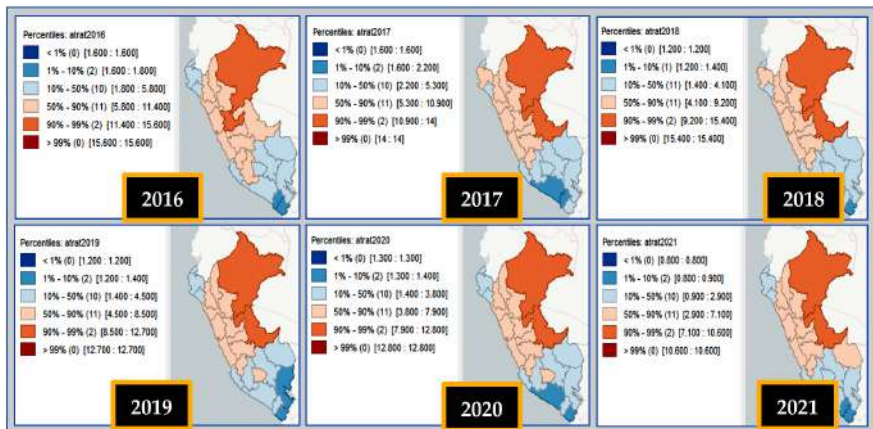 Percentiles: atrat2016
< 1% (0) [1.600 : 1.600]
1% - 10% (2) [1.600 : 1.800]
10% - 50% (10) [1.800 : 5.800]
50% - 90% (11) [5.800 : 11.400]
90% - 99% (2) [11.400 : 15.600]
> 99% (0) [15.600 : 15.600]
2016
Percentiles: atrat2017
< 1% (0) [1.600 : 1.600]
1% - 10% (2) [1.600 : 2.200]
10% - 50% (10) [2.200 : 5.300]
50% - 90% (11) [5.300 : 10.900]
90% - 99% (2) [10.900 : 14]
> 99% (0) [14 : 14]
2017
Percentiles: atrat2018
< 1% (0) [1.200 : 1.200]
1% - 10% (1) [1.200 : 1.400]
10% - 50% (11) [1.400 : 4.100]
50% - 90% (11) [4.100 : 9.200]
90% - 99% (2) [9.200 : 15.400]
> 99% (0) [15.400 : 15.400]
2018
Percentiles: atrat2019
< 1% (0) [1.200 : 1.200]
1% - 10% (2) [1.200 : 1.400]
10% - 50% (10) [1.400 : 4.500]
50% - 90% (11) [4.500 : 8.500]
90% - 99% (2) [8.500 : 12.700]
> 99% (0) [12.700 : 12.700]
2019
Percentiles: atrat2020
< 1% (0) [1.300 : 1.300]
1% - 10% (2) [1.300 : 1.400]
10% - 50% (10) [1.400 : 3.800]
50% - 90% (11) [3.800 : 7.900]
90% - 99% (2) [7.900 : 12.800]
> 99% (0) [12.800 : 12.800]
2020
Percentiles: atrat2021
< 1% (0) [0.800 : 0.800]
1% - 10% (2) [0.800 : 0.900]
10% - 50% (10) [0.900 : 2.900]
50% - 90% (11) [2.900 : 7.100]
90% - 99% (2) [7.100 : 10.600]
> 99% (0) [10.600 : 10.600]
2021